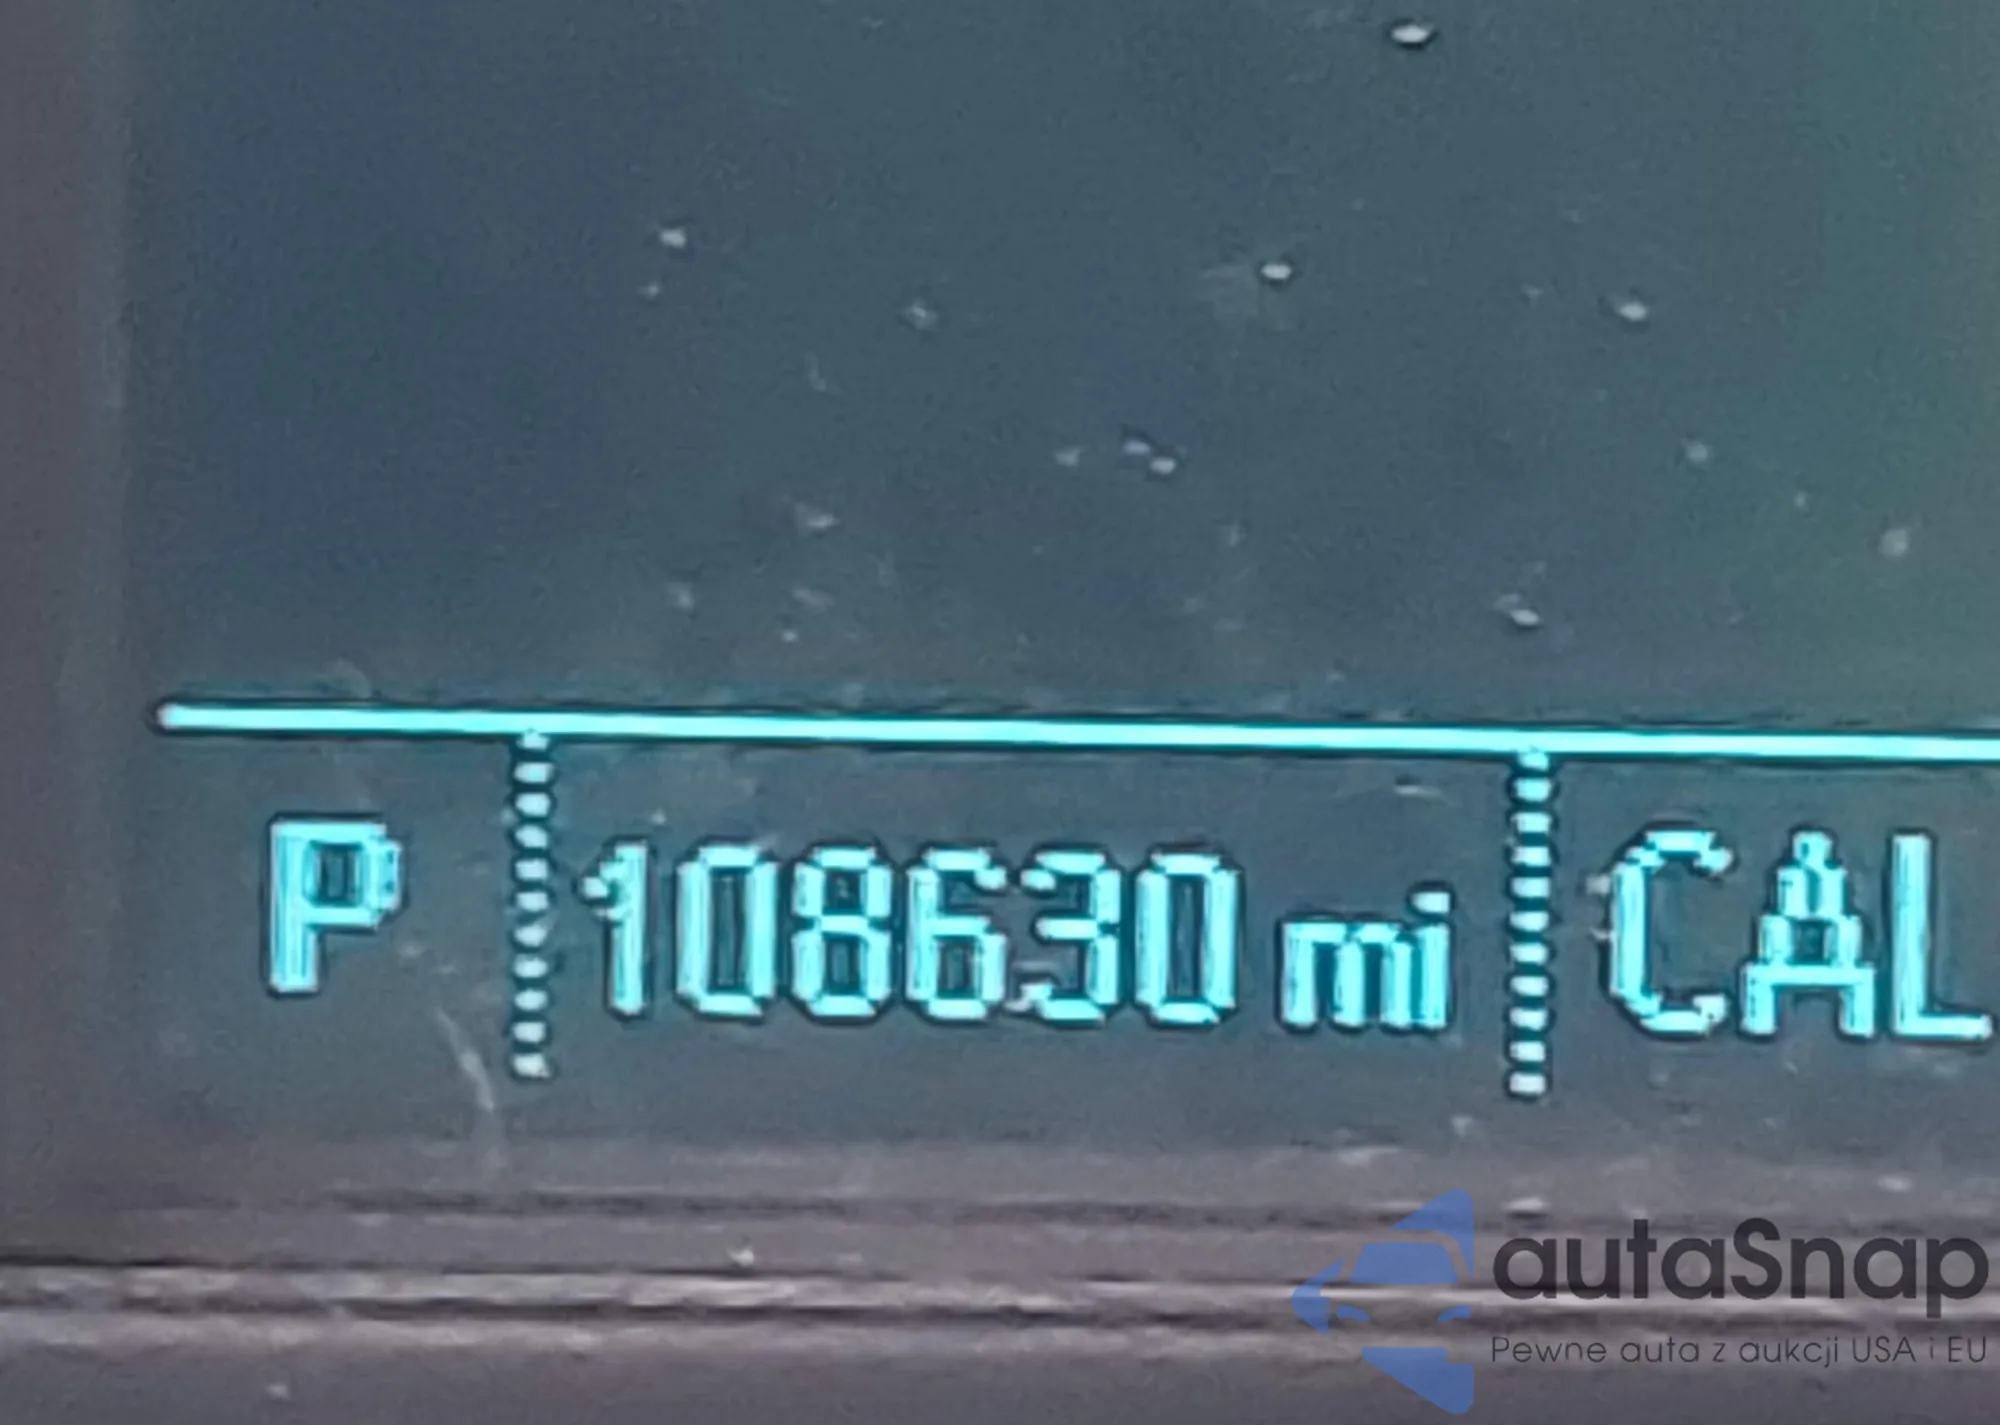 P 108630 mi CAL
autaSnap
Pewne auta z aukcji USA i EU